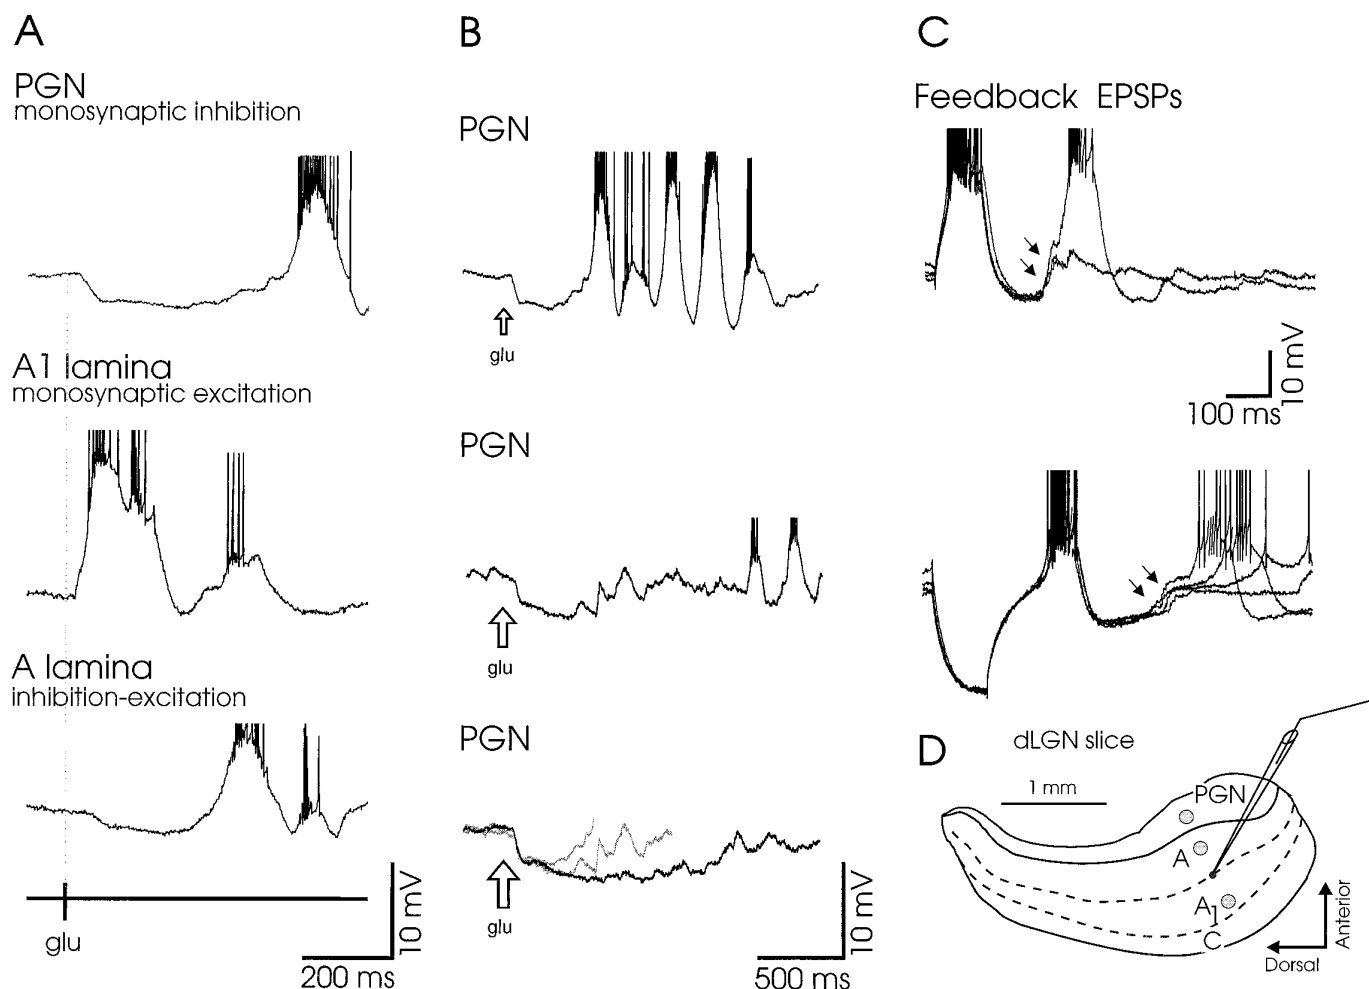 A
PGN
monosynaptic inhibition
A1 lamina
monosynaptic excitation
A lamina
inhibition-excitation
glu
10 mV
200 ms
B
PGN
glu
PGN
glu
PGN
glu
10 mV
500 ms
C
Feedback EPSPs
10 mV
100 ms
D
dLGN slice
1 mm
PGN
A
A1
C
Anterior
Dorsal